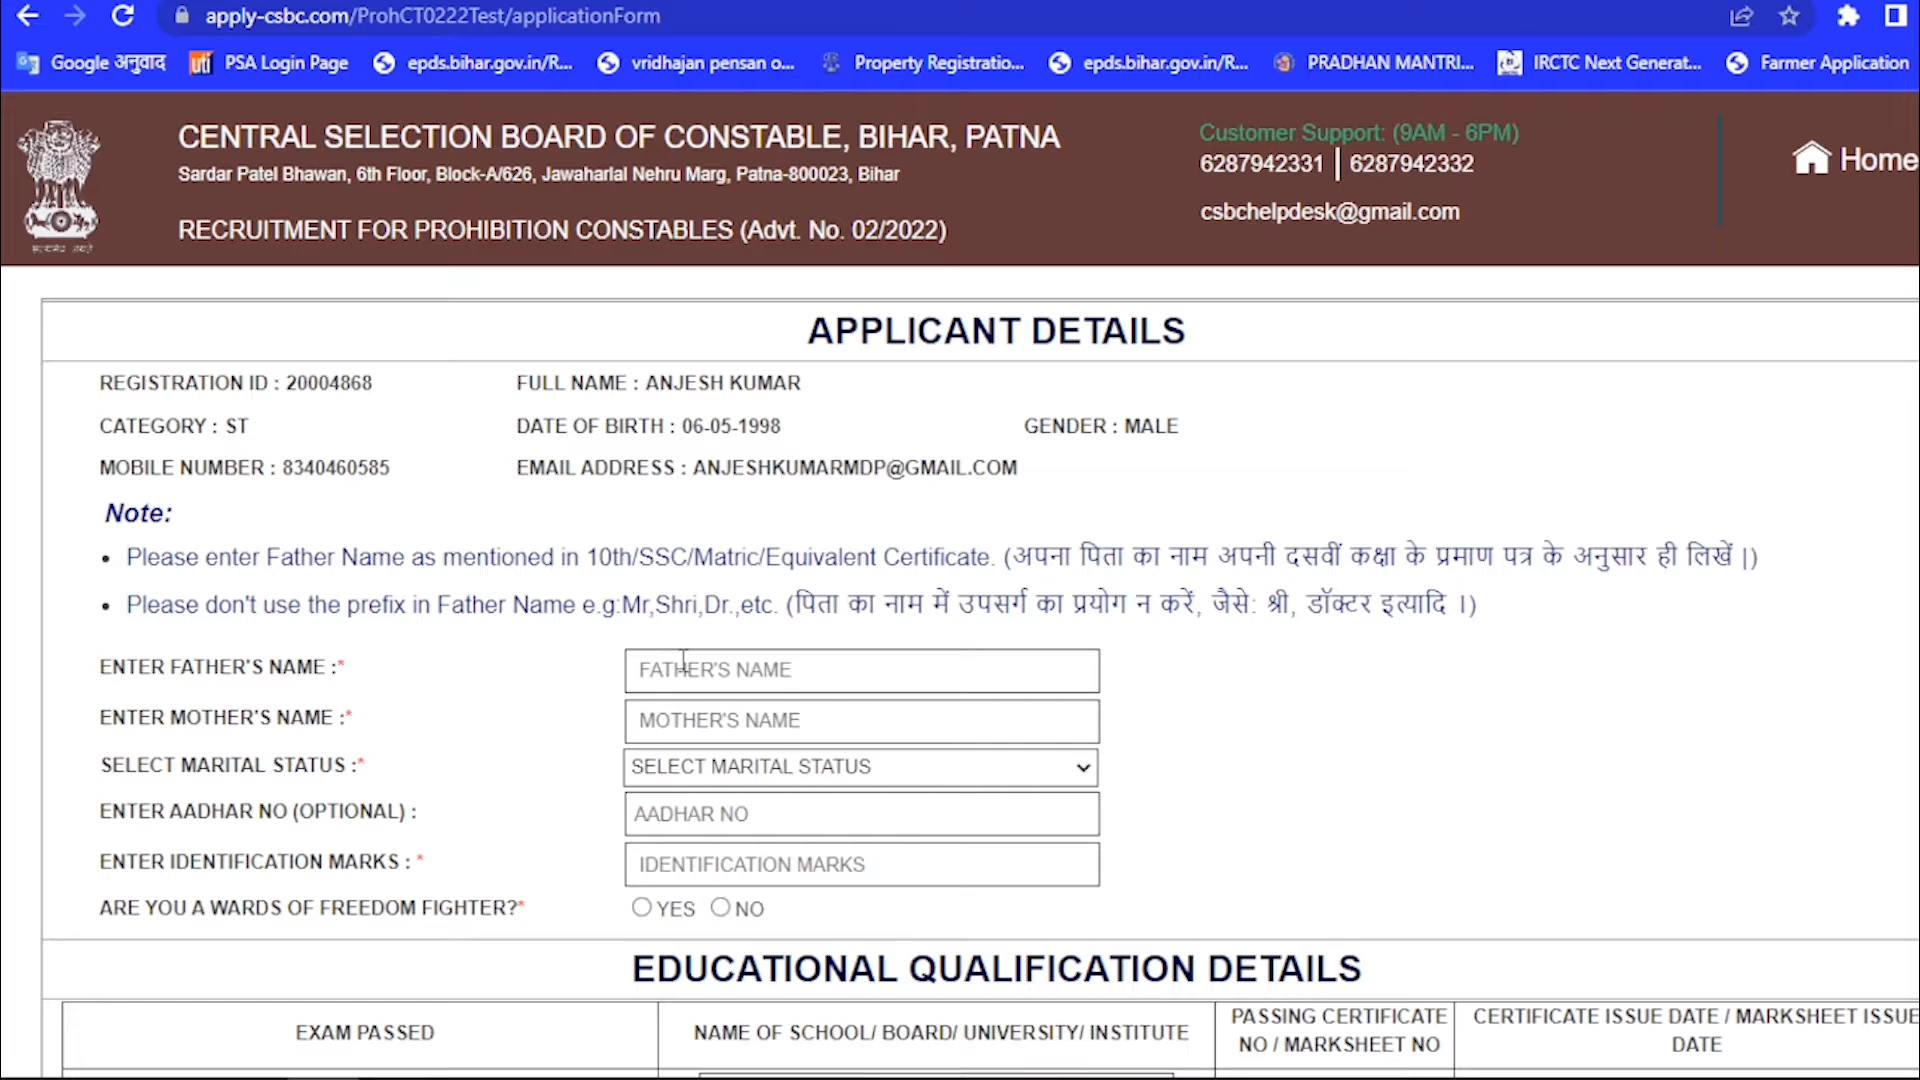 apply-csbc.com/ProhCT0222Test/applicationForm
Google अनुवाद
uti PSA Login Page
epds.bihar.gov.in/R...
vridhajan pensan o...
Property Registratio...
epds.bihar.gov.in/R...
PRADHAN MANTRI...
IRCTC Next Generat...
Farmer Application
CENTRAL SELECTION BOARD OF CONSTABLE, BIHAR, PATNA
Sardar Patel Bhawan, 6th Floor, Block-A/626, Jawaharlal Nehru Marg, Patna-800023, Bihar
RECRUITMENT FOR PROHIBITION CONSTABLES (Advt. No. 02/2022)
सत्यमेव जयते
Customer Support: (9AM - 6PM)
6287942331 | 6287942332
csbchelpdesk@gmail.com
Home
APPLICANT DETAILS
REGISTRATION ID : 20004868 FULL NAME : ANJESH KUMAR
CATEGORY : ST DATE OF BIRTH : 06-05-1998 GENDER : MALE
MOBILE NUMBER : 8340460585 EMAIL ADDRESS : ANJESHKUMARMDP@GMAIL.COM
Note:
• Please enter Father Name as mentioned in 10th/SSC/Matric/Equivalent Certificate. (अपना पिता का नाम अपनी दसवीं कक्षा के प्रमाण पत्र के अनुसार ही लिखें |)
• Please don't use the prefix in Father Name e.g:Mr,Shri,Dr.,etc. (पिता का नाम में उपसर्ग का प्रयोग न करें, जैसे: श्री, डॉक्टर इत्यादि ।)
ENTER FATHER'S NAME :* FATHER'S NAME
ENTER MOTHER'S NAME :* MOTHER'S NAME
SELECT MARITAL STATUS :* SELECT MARITAL STATUS
ENTER AADHAR NO (OPTIONAL) : AADHAR NO
ENTER IDENTIFICATION MARKS : * IDENTIFICATION MARKS
ARE YOU A WARDS OF FREEDOM FIGHTER?* YES NO
EDUCATIONAL QUALIFICATION DETAILS
EXAM PASSED
NAME OF SCHOOL/ BOARD/ UNIVERSITY/ INSTITUTE
PASSING CERTIFICATE
NO / MARKSHEET NO
CERTIFICATE ISSUE DATE / MARKSHEET ISSUE
DATE